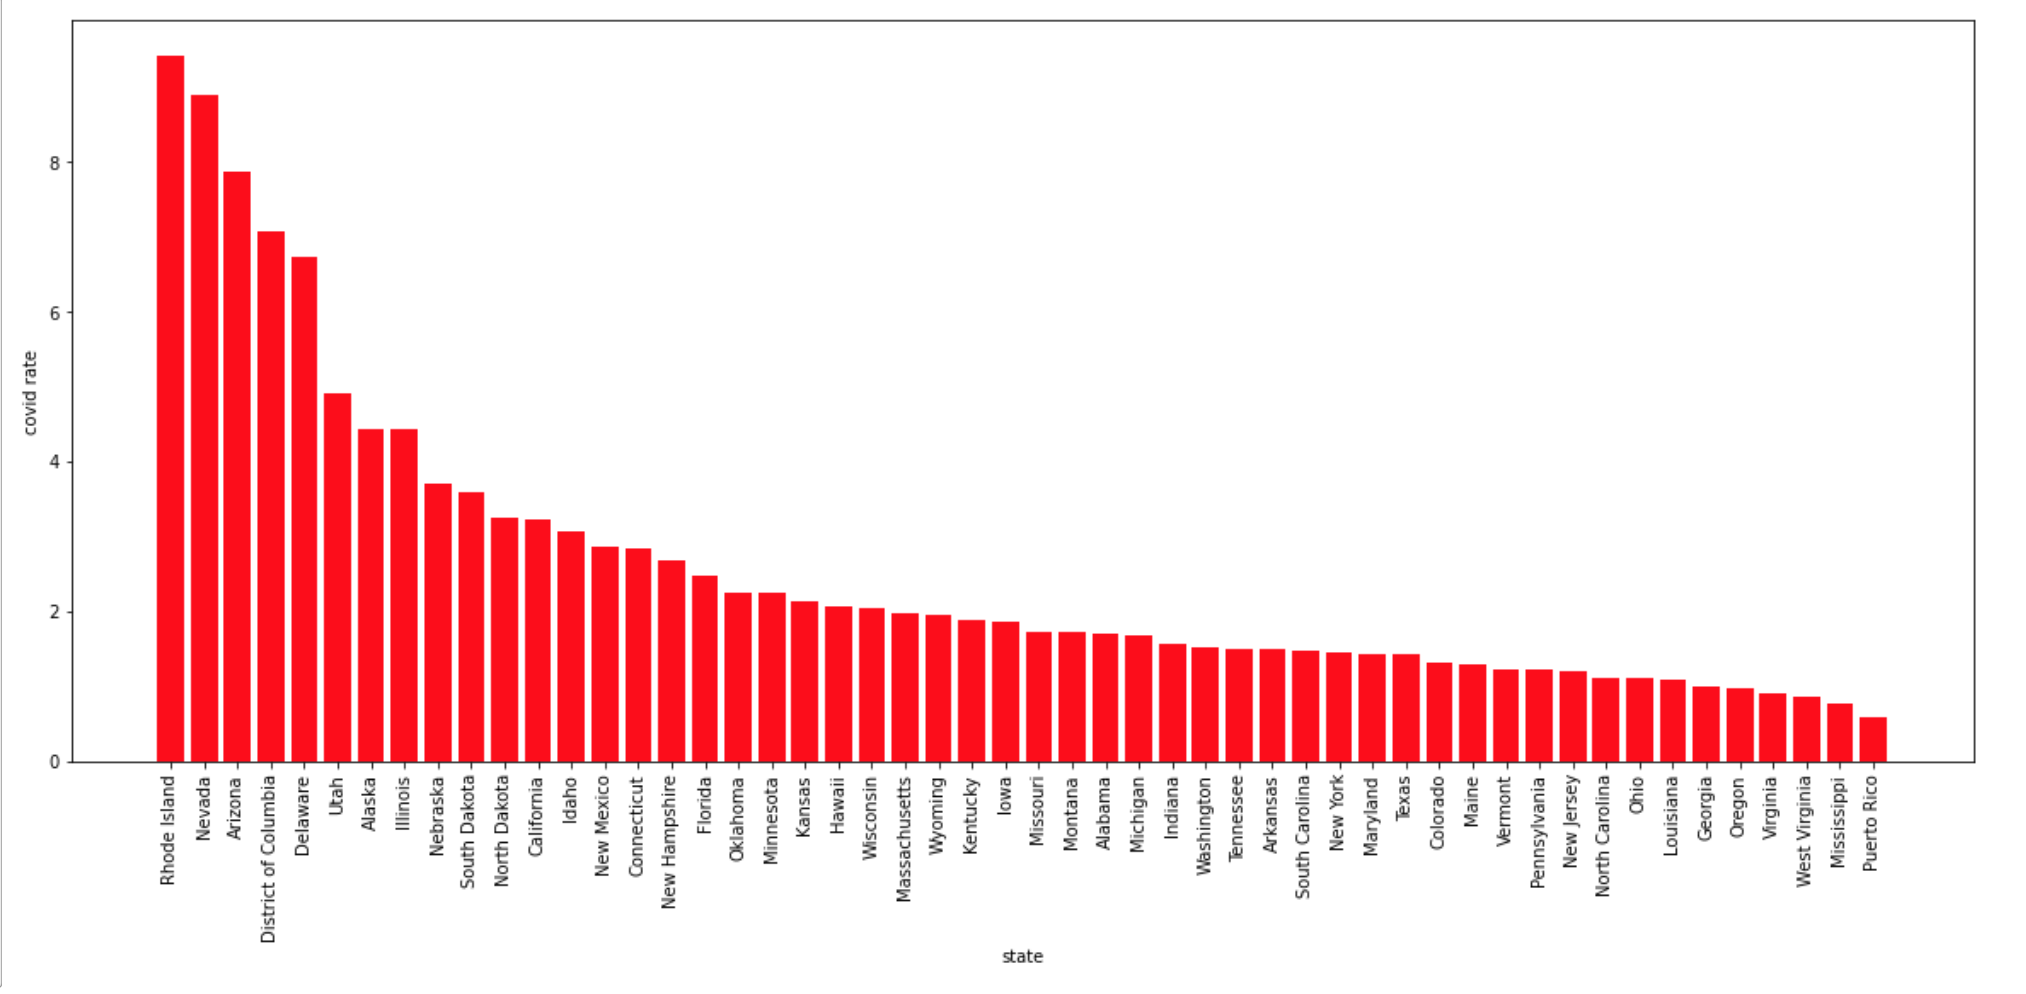 covid rate
8
6
4
2
0
Rhode Island
Nevada
Arizona
District of Columbia
Delaware
Utah
Alaska
Illinois
Nebraska
South Dakota
North Dakota
California
Idaho
New Mexico
Connecticut
New Hampshire
Florida
Oklahoma
Minnesota
Kansas
Hawaii
Wisconsin
Massachusetts
Wyoming
Kentucky
Iowa
Missouri
Montana
Alabama
Michigan
Indiana
Washington
Tennessee
Arkansas
South Carolina
New York
Maryland
Texas
Colorado
Maine
Vermont
Pennsylvania
New Jersey
North Carolina
Ohio
Louisiana
Georgia
Oregon
Virginia
West Virginia
Mississippi
Puerto Rico
state